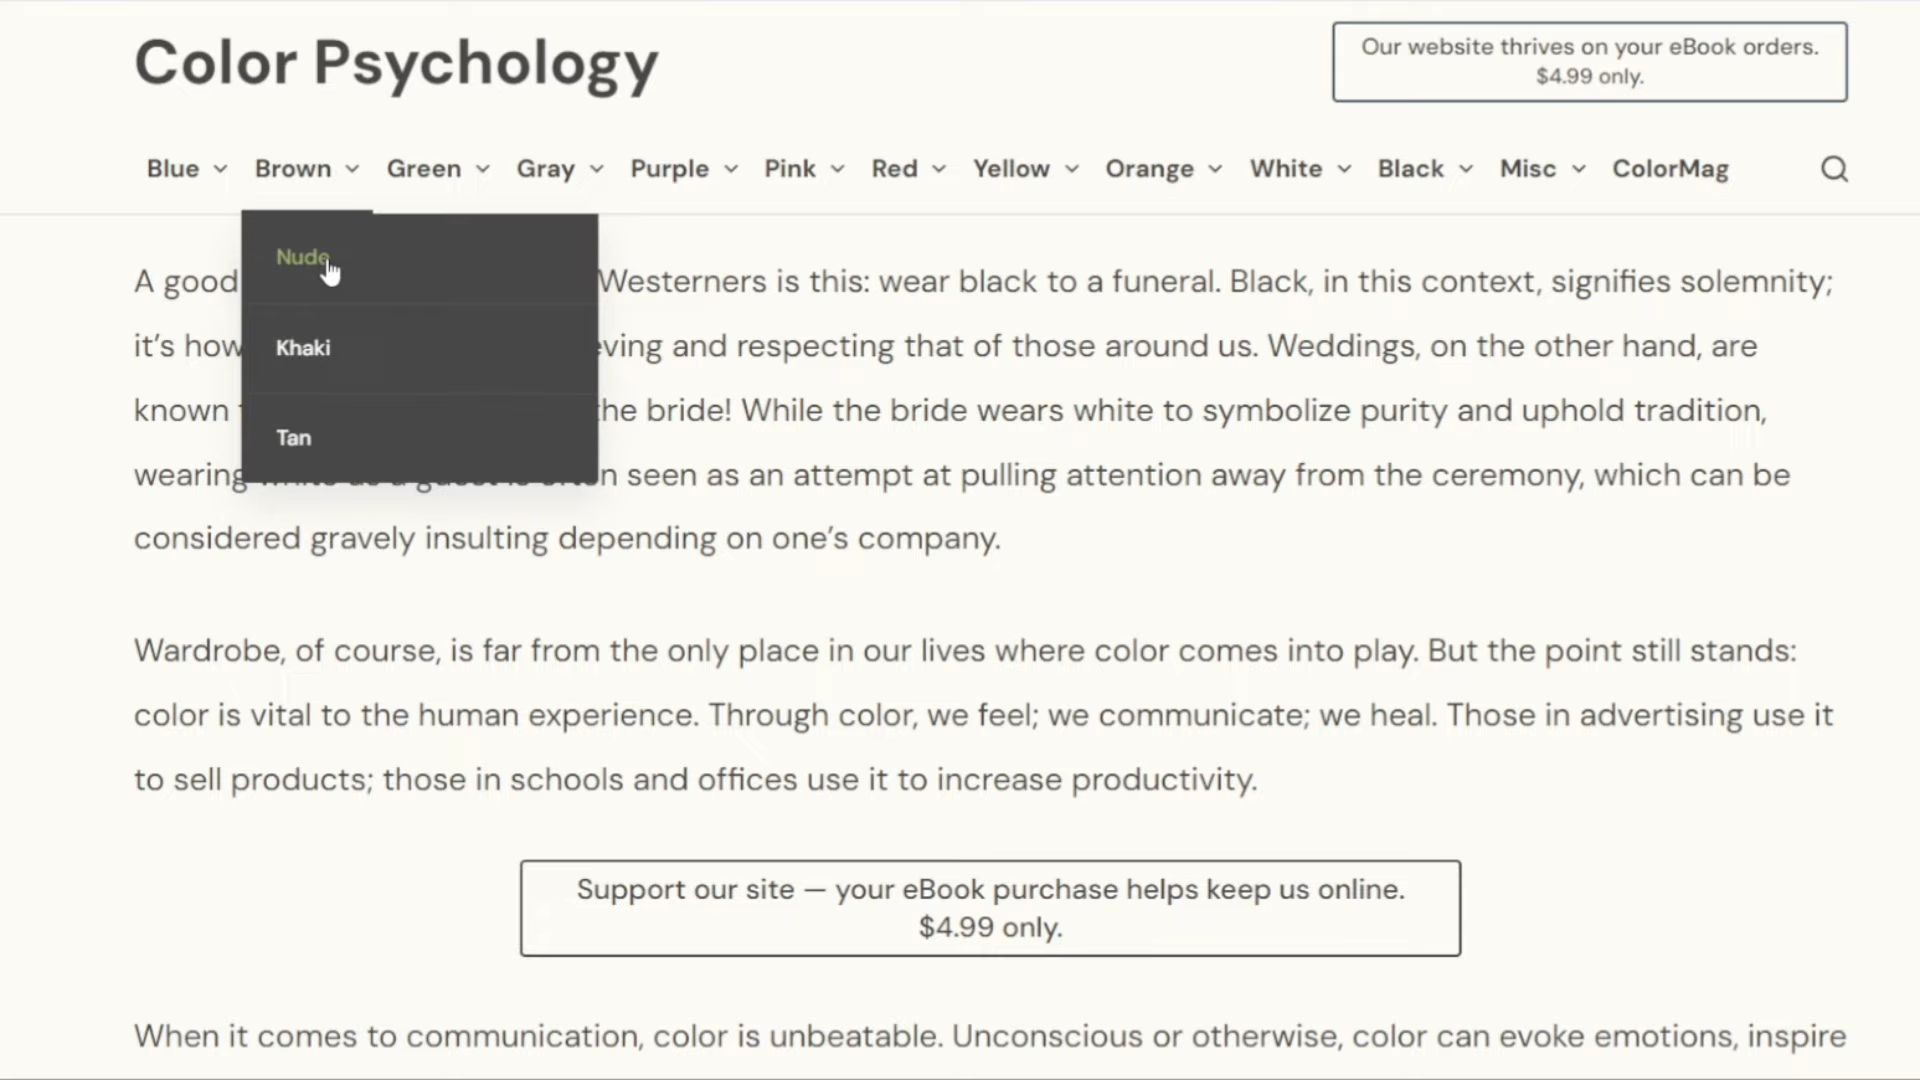 Color Psychology
Our website thrives on your eBook orders.
$4.99 only.
Blue Brown Green Gray Purple Pink Red Yellow Orange White Black Misc ColorMag
Nude
Khaki
Tan
A good Westerners is this: wear black to a funeral. Black, in this context, signifies solemnity;
it's how ving and respecting that of those around us. Weddings, on the other hand, are
known he bride! While the bride wears white to symbolize purity and uphold tradition,
wearing n seen as an attempt at pulling attention away from the ceremony, which can be
considered gravely insulting depending on one's company.
Wardrobe, of course, is far from the only place in our lives where color comes into play. But the point still stands:
color is vital to the human experience. Through color, we feel; we communicate; we heal. Those in advertising use it
to sell products; those in schools and offices use it to increase productivity.
Support our site — your eBook purchase helps keep us online.
$4.99 only.
When it comes to communication, color is unbeatable. Unconscious or otherwise, color can evoke emotions, inspire